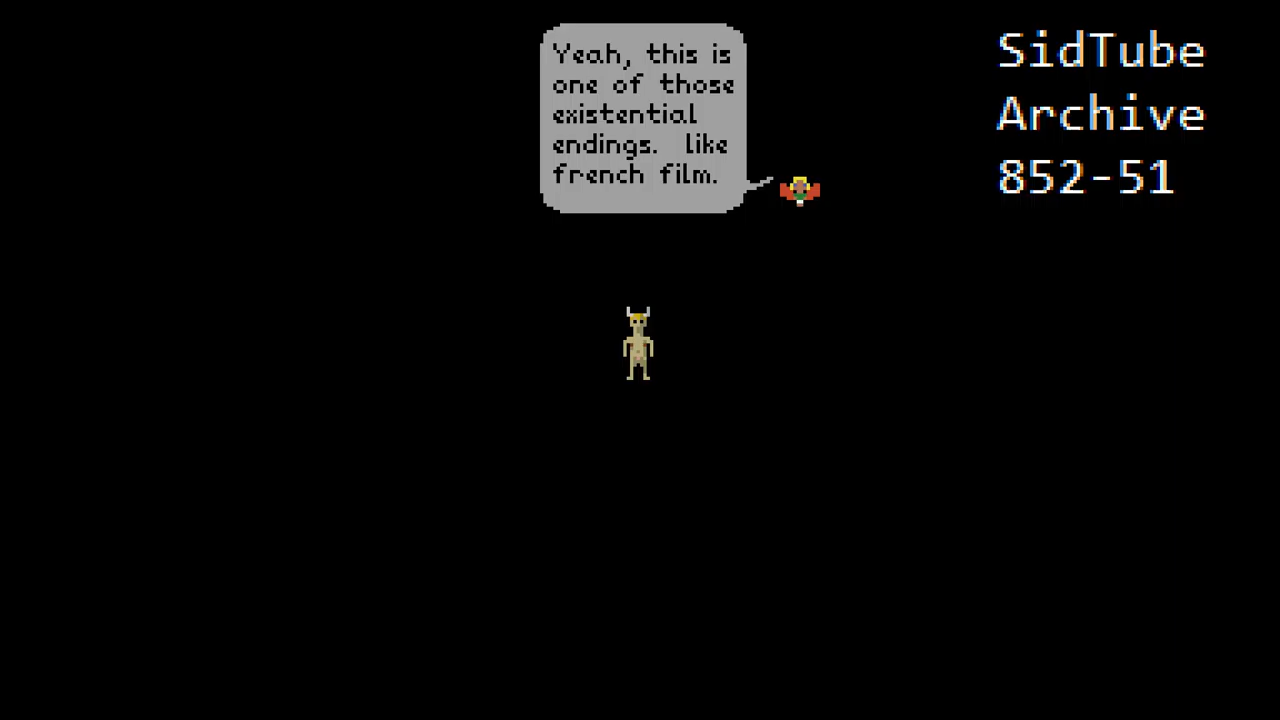 Yeah, this is
one of those
existential
endings. like
french film.
SidTube
Archive
852-51